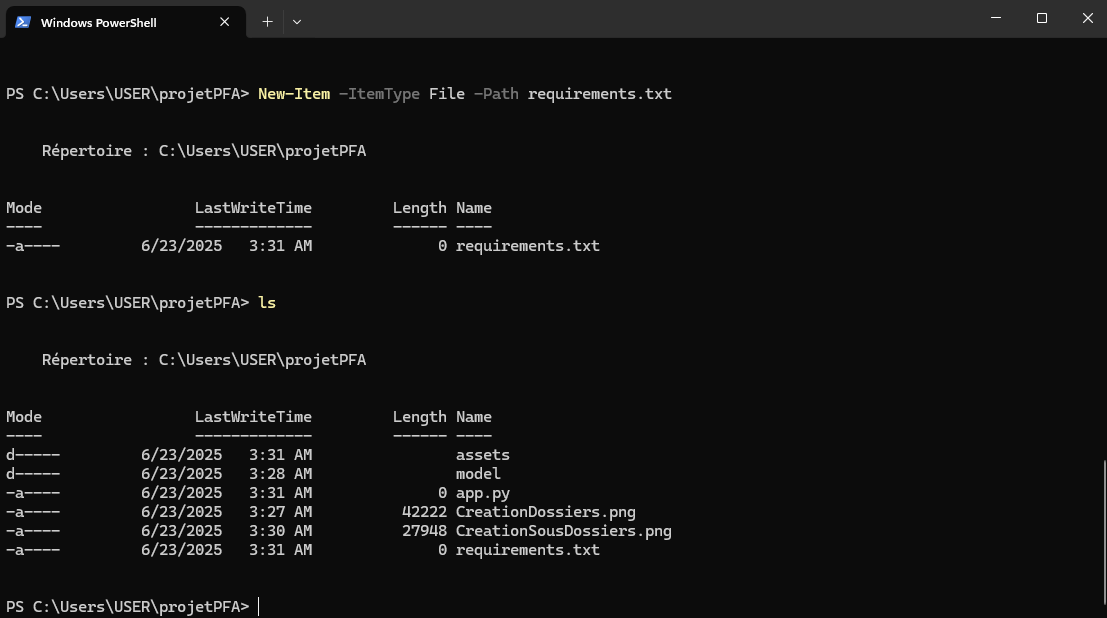 Windows PowerShell
PS C:\Users\USER\projetPFA> New-Item -ItemType File -Path requirements.txt
Répertoire : C:\Users\USER\projetPFA
Mode LastWriteTime Length Name
---- ------------- ------ ----
-a---- 6/23/2025 3:31 AM 0 requirements.txt
PS C:\Users\USER\projetPFA> ls
Répertoire : C:\Users\USER\projetPFA
Mode LastWriteTime Length Name
---- ------------- ------ ----
d----- 6/23/2025 3:31 AM assets
d----- 6/23/2025 3:28 AM model
-a---- 6/23/2025 3:31 AM 0 app.py
-a---- 6/23/2025 3:27 AM 42222 CreationDossiers.png
-a---- 6/23/2025 3:30 AM 27948 CreationSousDossiers.png
-a---- 6/23/2025 3:31 AM 0 requirements.txt
PS C:\Users\USER\projetPFA>